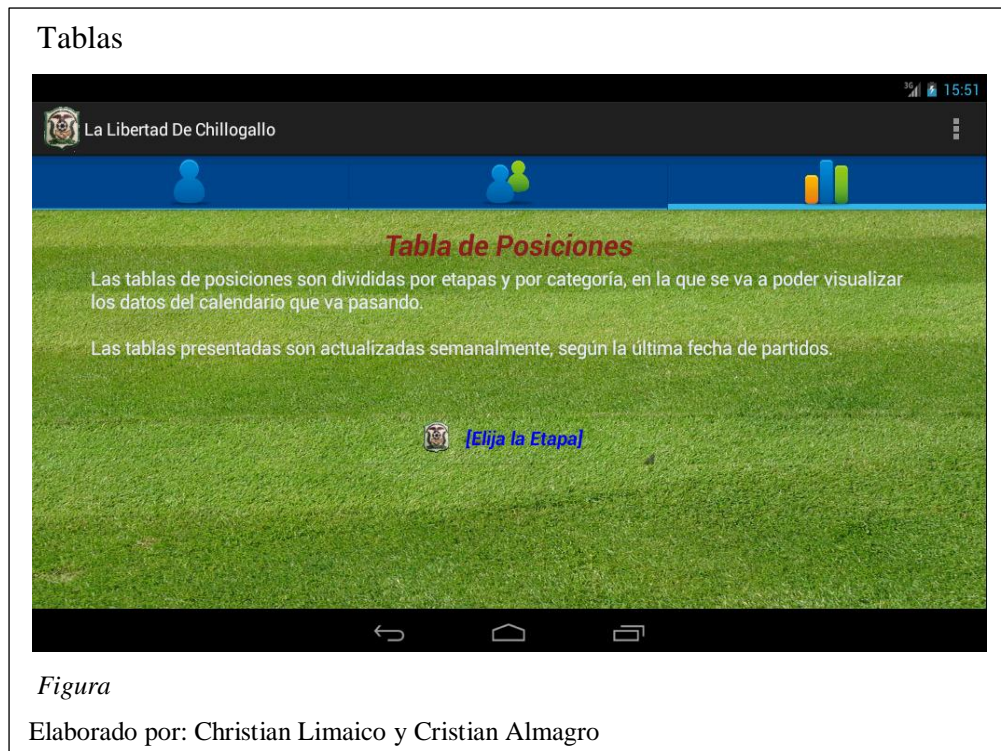 Tablas
3G 15:51
La Libertad De Chillogallo
Tabla de Posiciones
Las tablas de posiciones son divididas por etapas y por categoría, en la que se va a poder visualizar
los datos del calendario que va pasando.
Las tablas presentadas son actualizadas semanalmente, según la última fecha de partidos.
[Elija la Etapa]
Figura
Elaborado por: Christian Limaico y Cristian Almagro